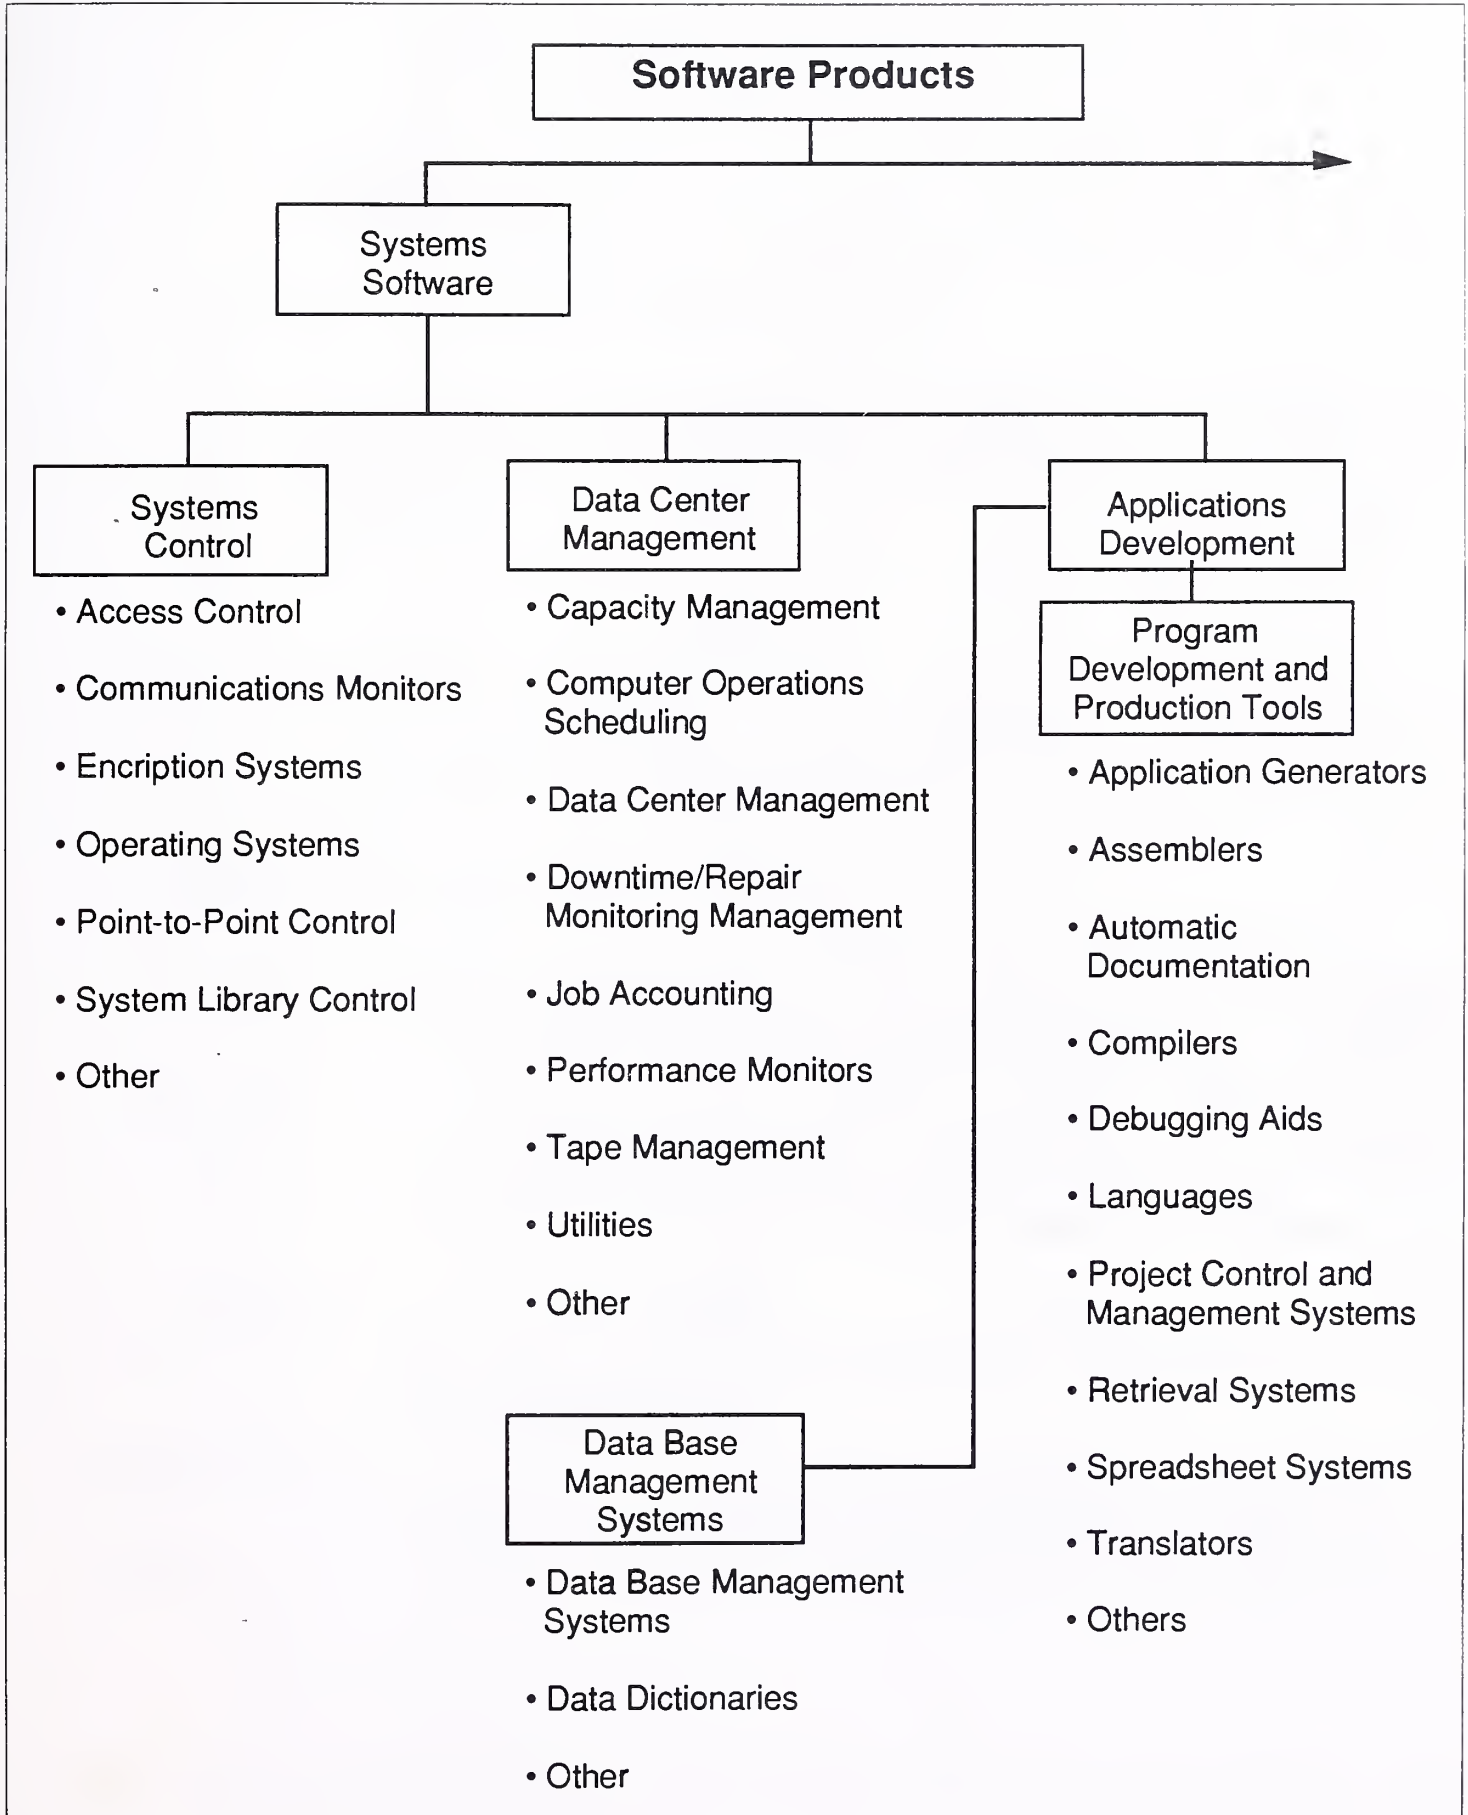 Software Products
Systems
Software
Systems
Control
• Access Control
• Communications Monitors
• Encription Systems
• Operating Systems
• Point-to-Point Control
• System Library Control
• Other
Data Center
Management
• Capacity Management
• Computer Operations
Scheduling
• Data Center Management
• Downtime/Repair
Monitoring Management
• Job Accounting
• Performance Monitors
• Tape Management
• Utilities
• Other
Data Base
Management
Systems
• Data Base Management
Systems
• Data Dictionaries
• Other
Applications
Development
Program
Development and
Production Tools
• Application Generators
• Assemblers
• Automatic
Documentation
• Compilers
• Debugging Aids
• Languages
• Project Control and
Management Systems
• Retrieval Systems
• Spreadsheet Systems
• Translators
• Others